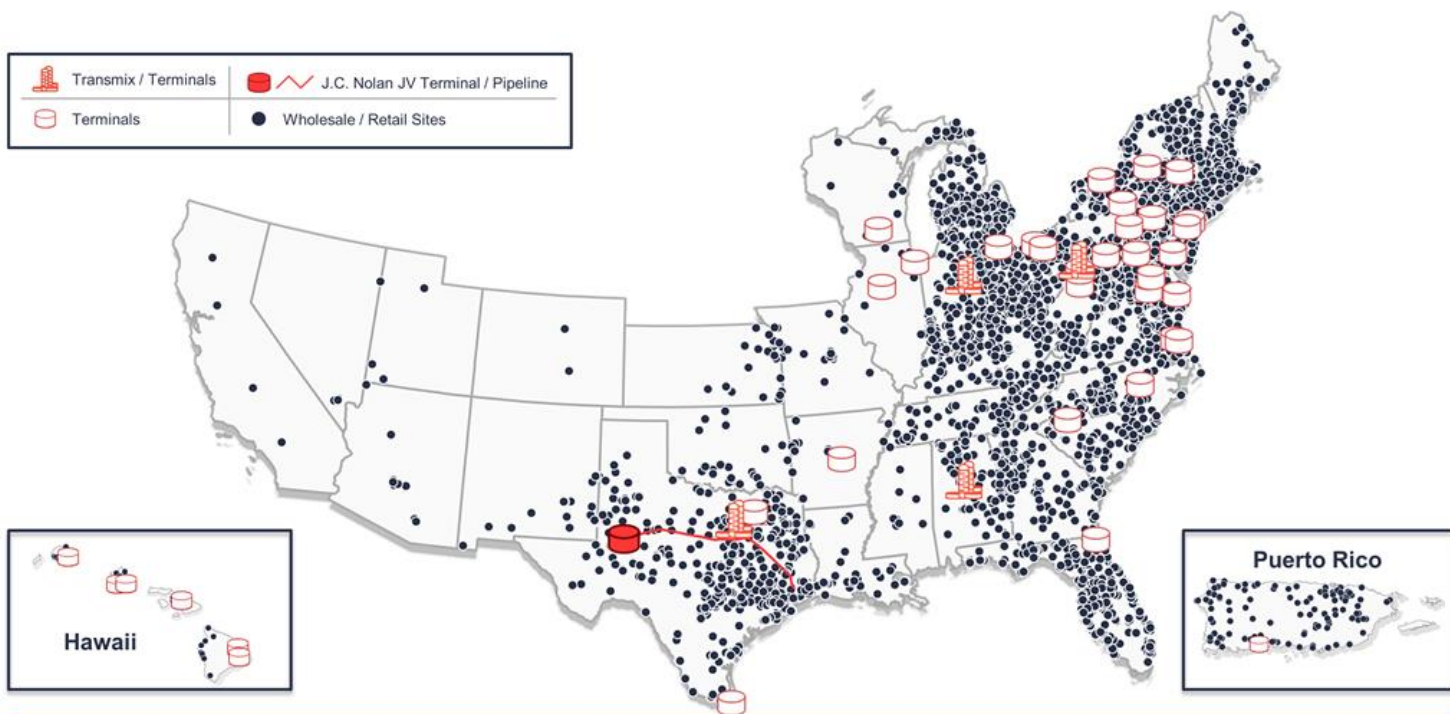 Transmix / Terminals
J.C. Nolan JV Terminal / Pipeline
Terminals
Wholesale / Retail Sites
Hawaii
Puerto Rico